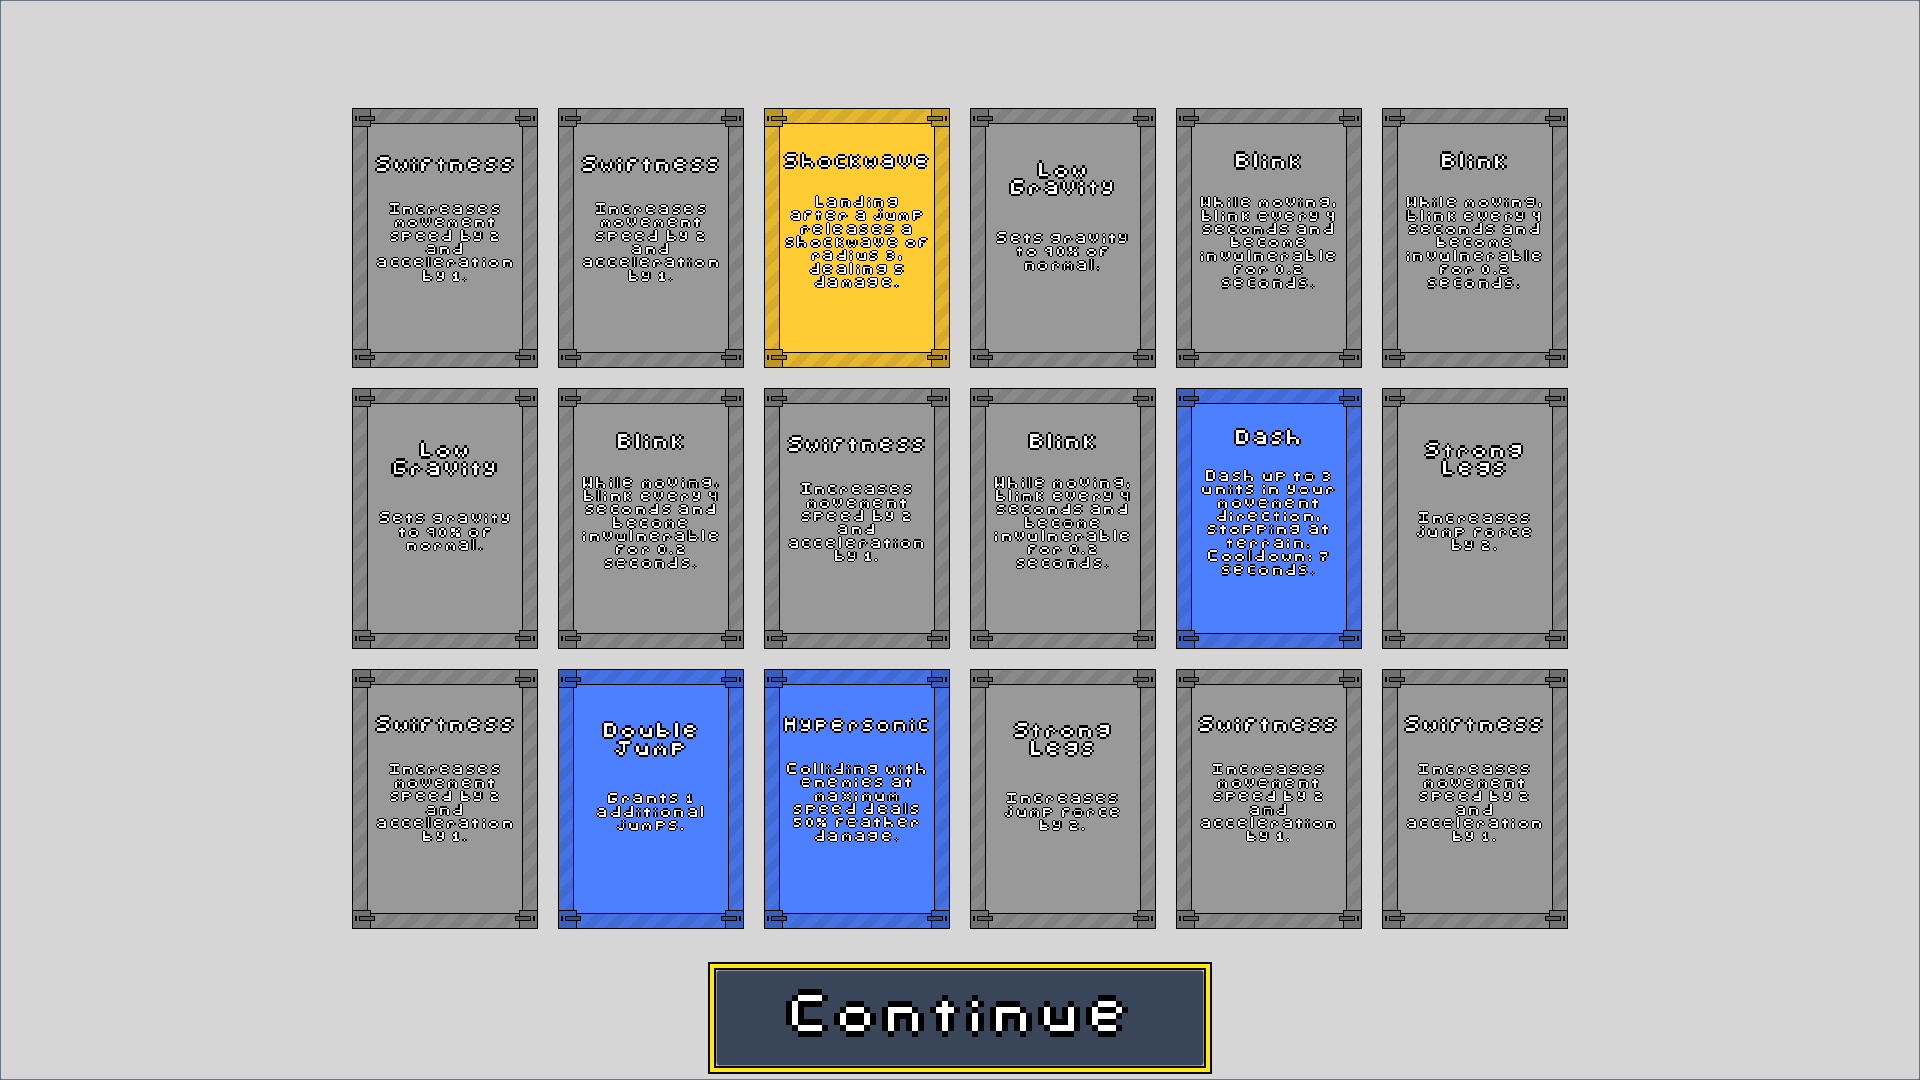 Swiftness
Increases
movement
speed by 2
and
acceleration
by 1.
Swiftness
Increases
movement
speed by 2
and
acceleration
by 1.
Shockwave
Landing
after a jump
releases a
shockwave of
radius 3,
dealing 5
damage.
Low
Gravity
Sets gravity
to 90% of
normal.
Blink
While moving,
blink every 4
seconds and
become
invulnerable
for 0.2
seconds.
Blink
While moving,
blink every 4
seconds and
become
invulnerable
for 0.2
seconds.
Low
Gravity
Sets gravity
to 90% of
normal.
Blink
While moving,
blink every 4
seconds and
become
invulnerable
for 0.2
seconds.
Swiftness
Increases
movement
speed by 2
and
acceleration
by 1.
Blink
While moving,
blink every 4
seconds and
become
invulnerable
for 0.2
seconds.
Dash
Dash up to 3
units in your
movement
direction,
stopping at
terrain.
Cooldown: 7
seconds.
Strong
Legs
Increases
jump force
by 2.
Swiftness
Increases
movement
speed by 2
and
acceleration
by 1.
Double
Jump
Grants 1
additional
jumps.
Hypersonic
Colliding with
enemies at
maximum
speed deals
50% feather
damage.
Strong
Legs
Increases
jump force
by 2.
Swiftness
Increases
movement
speed by 2
and
acceleration
by 1.
Swiftness
Increases
movement
speed by 2
and
acceleration
by 1.
Continue